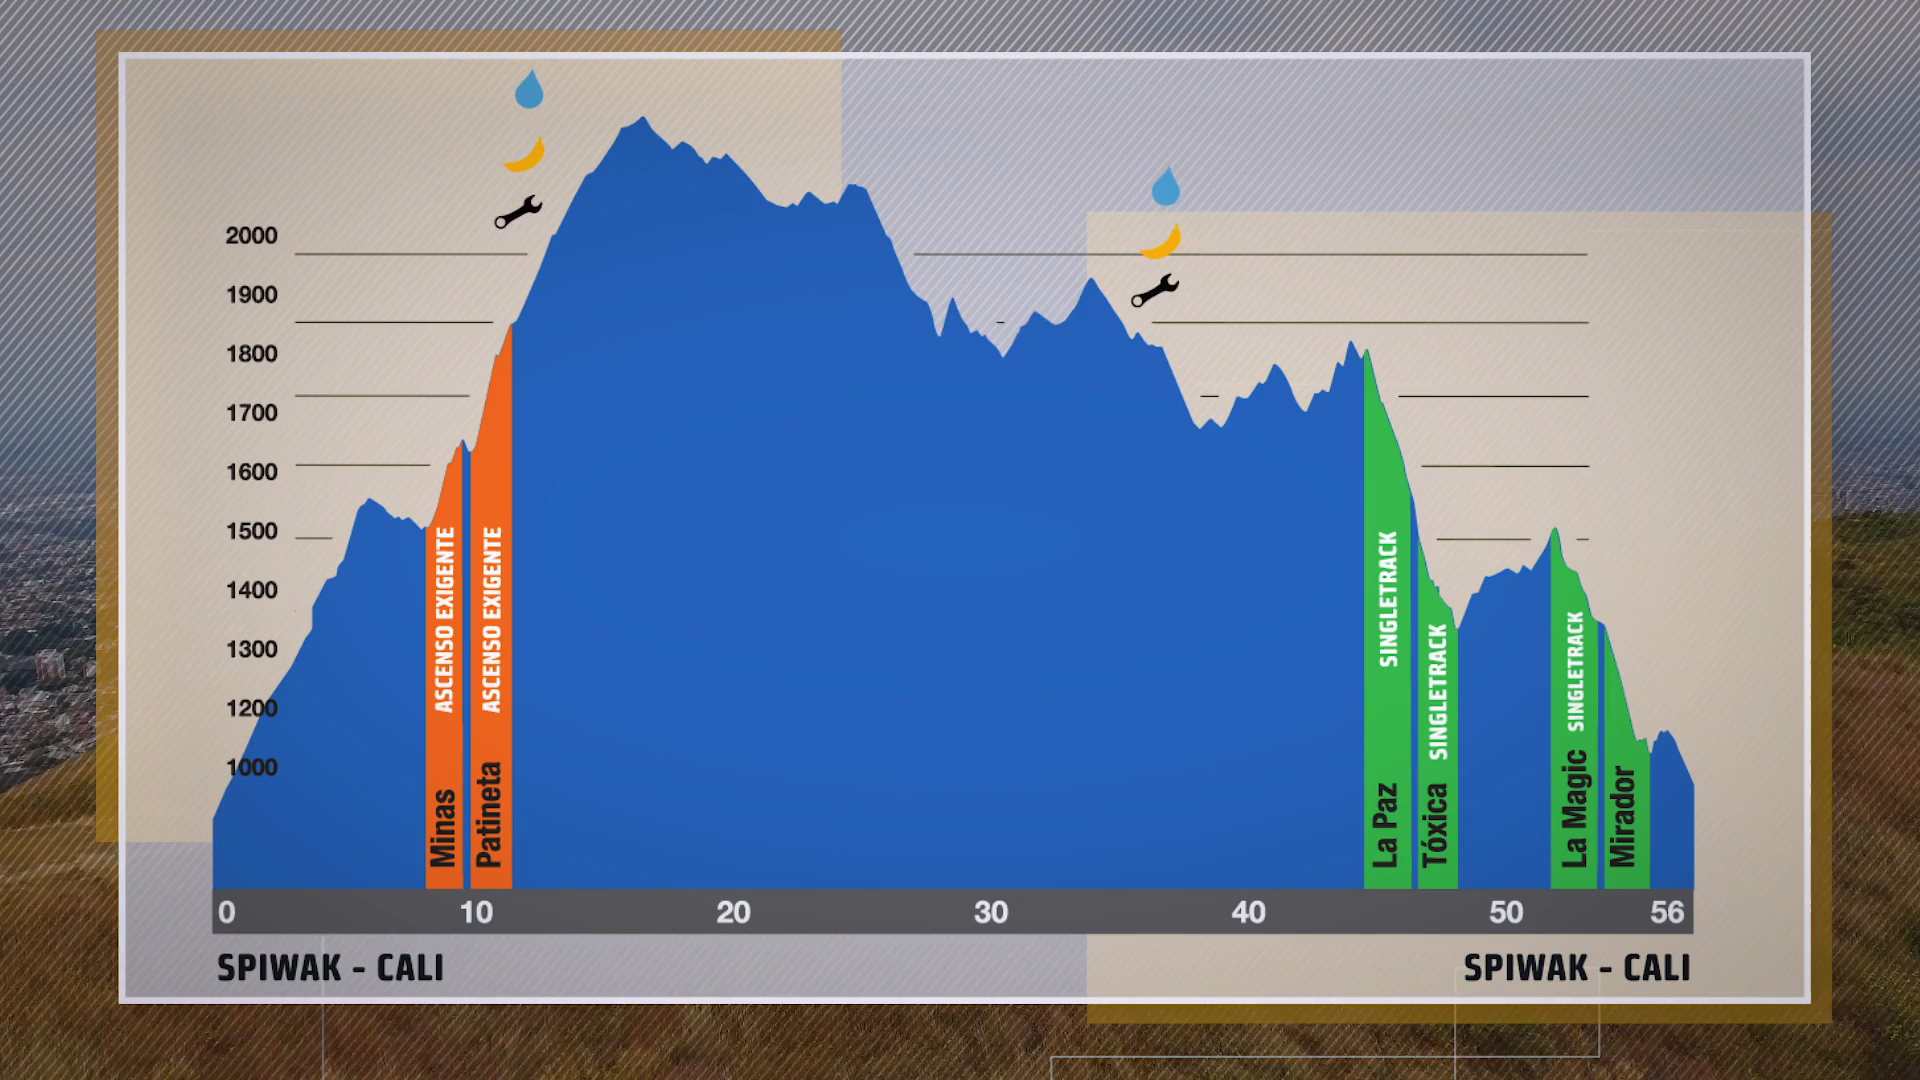 2000
1900
1800
1700
1600
1500
1400
1300
1200
1000
ASCENSO EXIGENTE
Minas
ASCENSO EXIGENTE
Patineta
SINGLETRACK
La Paz
SINGLETRACK
Tóxica
SINGLETRACK
La Magic
Mirador
0 10 20 30 40 50 56
SPIWAK - CALI
SPIWAK - CALI